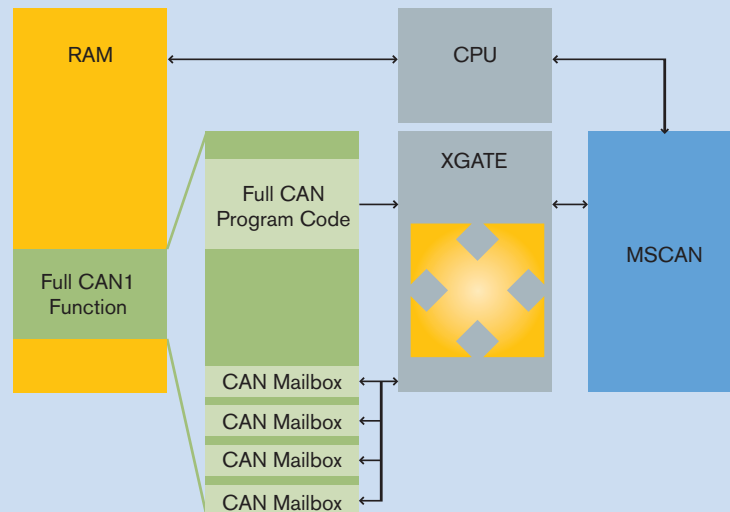 RAM
CPU
XGATE
Full CAN
Program Code
MSCAN
Full CAN1
Function
CAN Mailbox
CAN Mailbox
CAN Mailbox
CAN Mailbox